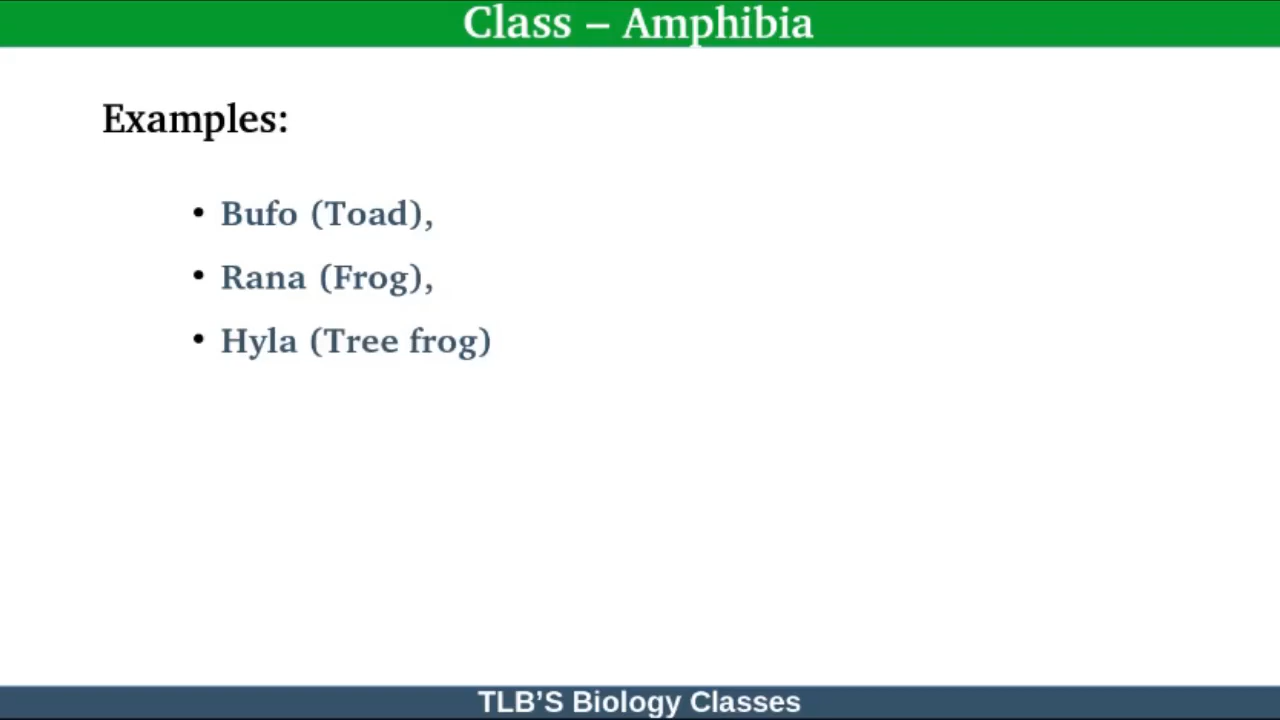 Class – Amphibia
Examples:
• Bufo (Toad),
• Rana (Frog),
• Hyla (Tree frog)
TLB’S Biology Classes